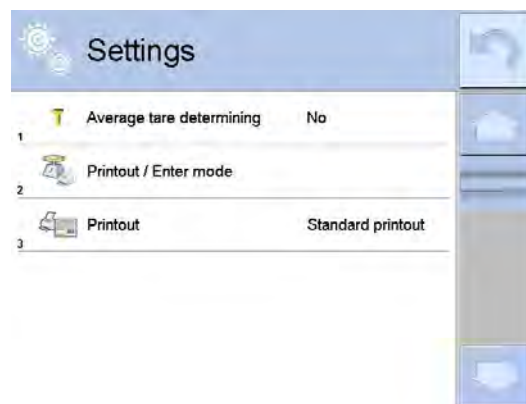 Settings
1 Average tare determining No
2 Printout / Enter mode
3 Printout Standard printout